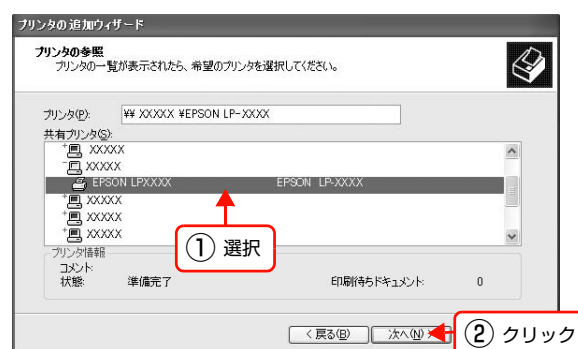 プリンタの追加ウィザード
プリンタの参照
プリンタの一覧が表示されたら、希望のプリンタを選択してください。
プリンタ(P): ¥¥ XXXXX ¥EPSON LP-XXXX
共有プリンタ(S):
+ XXXXX
- XXXXX
EPSON LPXXXX EPSON LP-XXXX
+ XXXXX
+ XXXXX
+ XXXXX
① 選択
プリンタ情報
コメント:
状態: 準備完了 印刷待ちドキュメント: 0
< 戻る(B) 次へ(N) >
② クリック